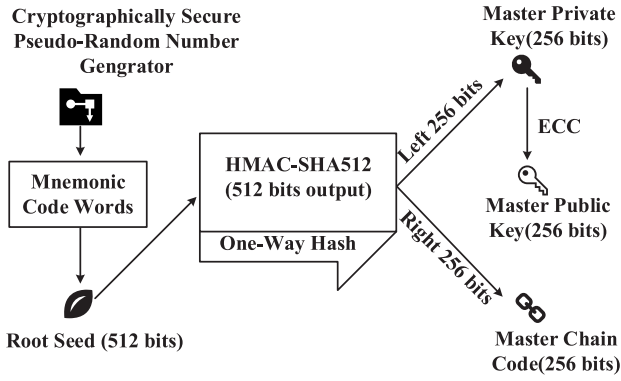 Cryptographically Secure
Pseudo-Random Number
Gengrator
Mnemonic
Code Words
Root Seed (512 bits)
HMAC-SHA512
(512 bits output)
One-Way Hash
Left 256 bits
Right 256 bits
Master Private
Key(256 bits)
ECC
Master Public
Key(256 bits)
Master Chain
Code(256 bits)